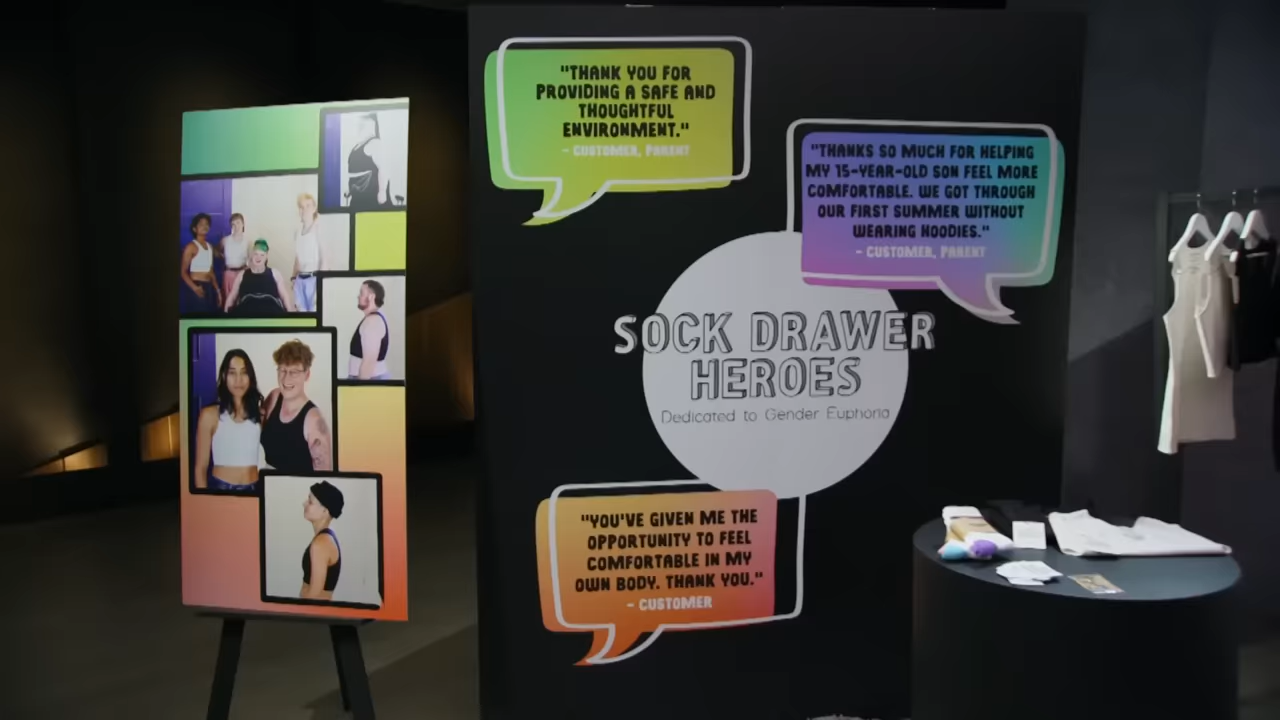 "THANK YOU FOR
PROVIDING A SAFE AND
THOUGHTFUL
ENVIRONMENT."
- CUSTOMER, PARENT
"THANKS SO MUCH FOR HELPING
MY 15-YEAR-OLD SON FEEL MORE
COMFORTABLE. WE GOT THROUGH
OUR FIRST SUMMER WITHOUT
WEARING HOODIES."
- CUSTOMER, PARENT
SOCK DRAWER
HEROES
Dedicated to Gender Euphoria
"YOU'VE GIVEN ME THE
OPPORTUNITY TO FEEL
COMFORTABLE IN MY
OWN BODY. THANK YOU."
- CUSTOMER